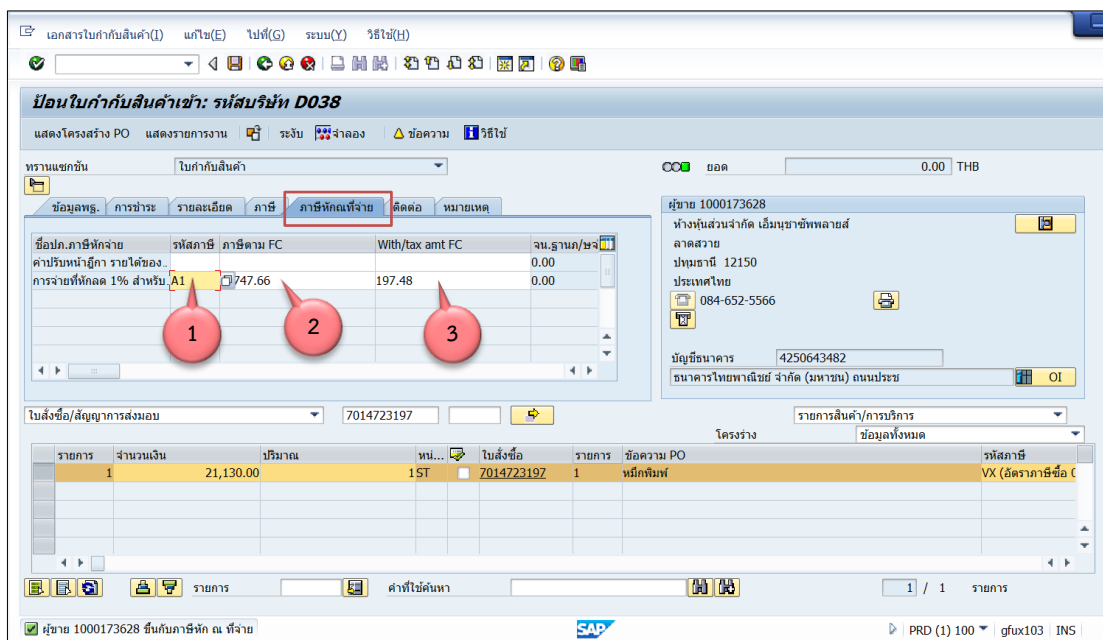 เอกสารใบกำกับสินค้า(I) แก้ไข(E) ไปที่(G) ระบบ(Y) วิธีใช้(H)
ป้อนใบกำกับสินค้าเข้า: รหัสบริษัท D038
แสดงโครงสร้าง PO แสดงรายการงาน ระงับ จำลอง ข้อความ วิธีใช้
ทรานแซกชัน ใบกำกับสินค้า ยอด 0.00 THB
ข้อมูลพฐ. การชำระ รายละเอียด ภาษี ภาษีหักณที่จ่าย ติดต่อ หมายเหตุ
ผู้ขาย 1000173628
ห้างหุ้นส่วนจำกัด เอ็มนุชาซัพพลายส์
ลาดสวาย
ปทุมธานี 12150
ประเทศไทย
084-652-5566
บัญชีธนาคาร 4250643482
ธนาคารไทยพาณิชย์ จำกัด (มหาชน) ถนนประช OI
ชื่อปภ.ภาษีหักจ่าย รหัสภาษี ภาษีตาม FC With/tax amt FC จน.ฐานภ/ษจ่
ค่าปรับหน้าฎีกา รายได้ของ.. 0.00
การจ่ายที่หักลด 1% สำหรับ. A1 747.66 197.48 0.00
1 2 3
ใบสั่งซื้อ/สัญญาการส่งมอบ 7014723197 รายการสินค้า/การบริการ
โครงร่าง ข้อมูลทั้งหมด
รายการ จำนวนเงิน ปริมาณ หน่... ใบสั่งซื้อ รายการ ข้อความ PO รหัสภาษี
1 21,130.00 1 ST 7014723197 1 หมึกพิมพ์ VX (อัตราภาษีซื้อ 0
รายการ คำที่ใช้ค้นหา 1 / 1 รายการ
ผู้ขาย 1000173628 ขึ้นกับภาษีหัก ณ ที่จ่าย SAP PRD (1) 100 gfux103 INS